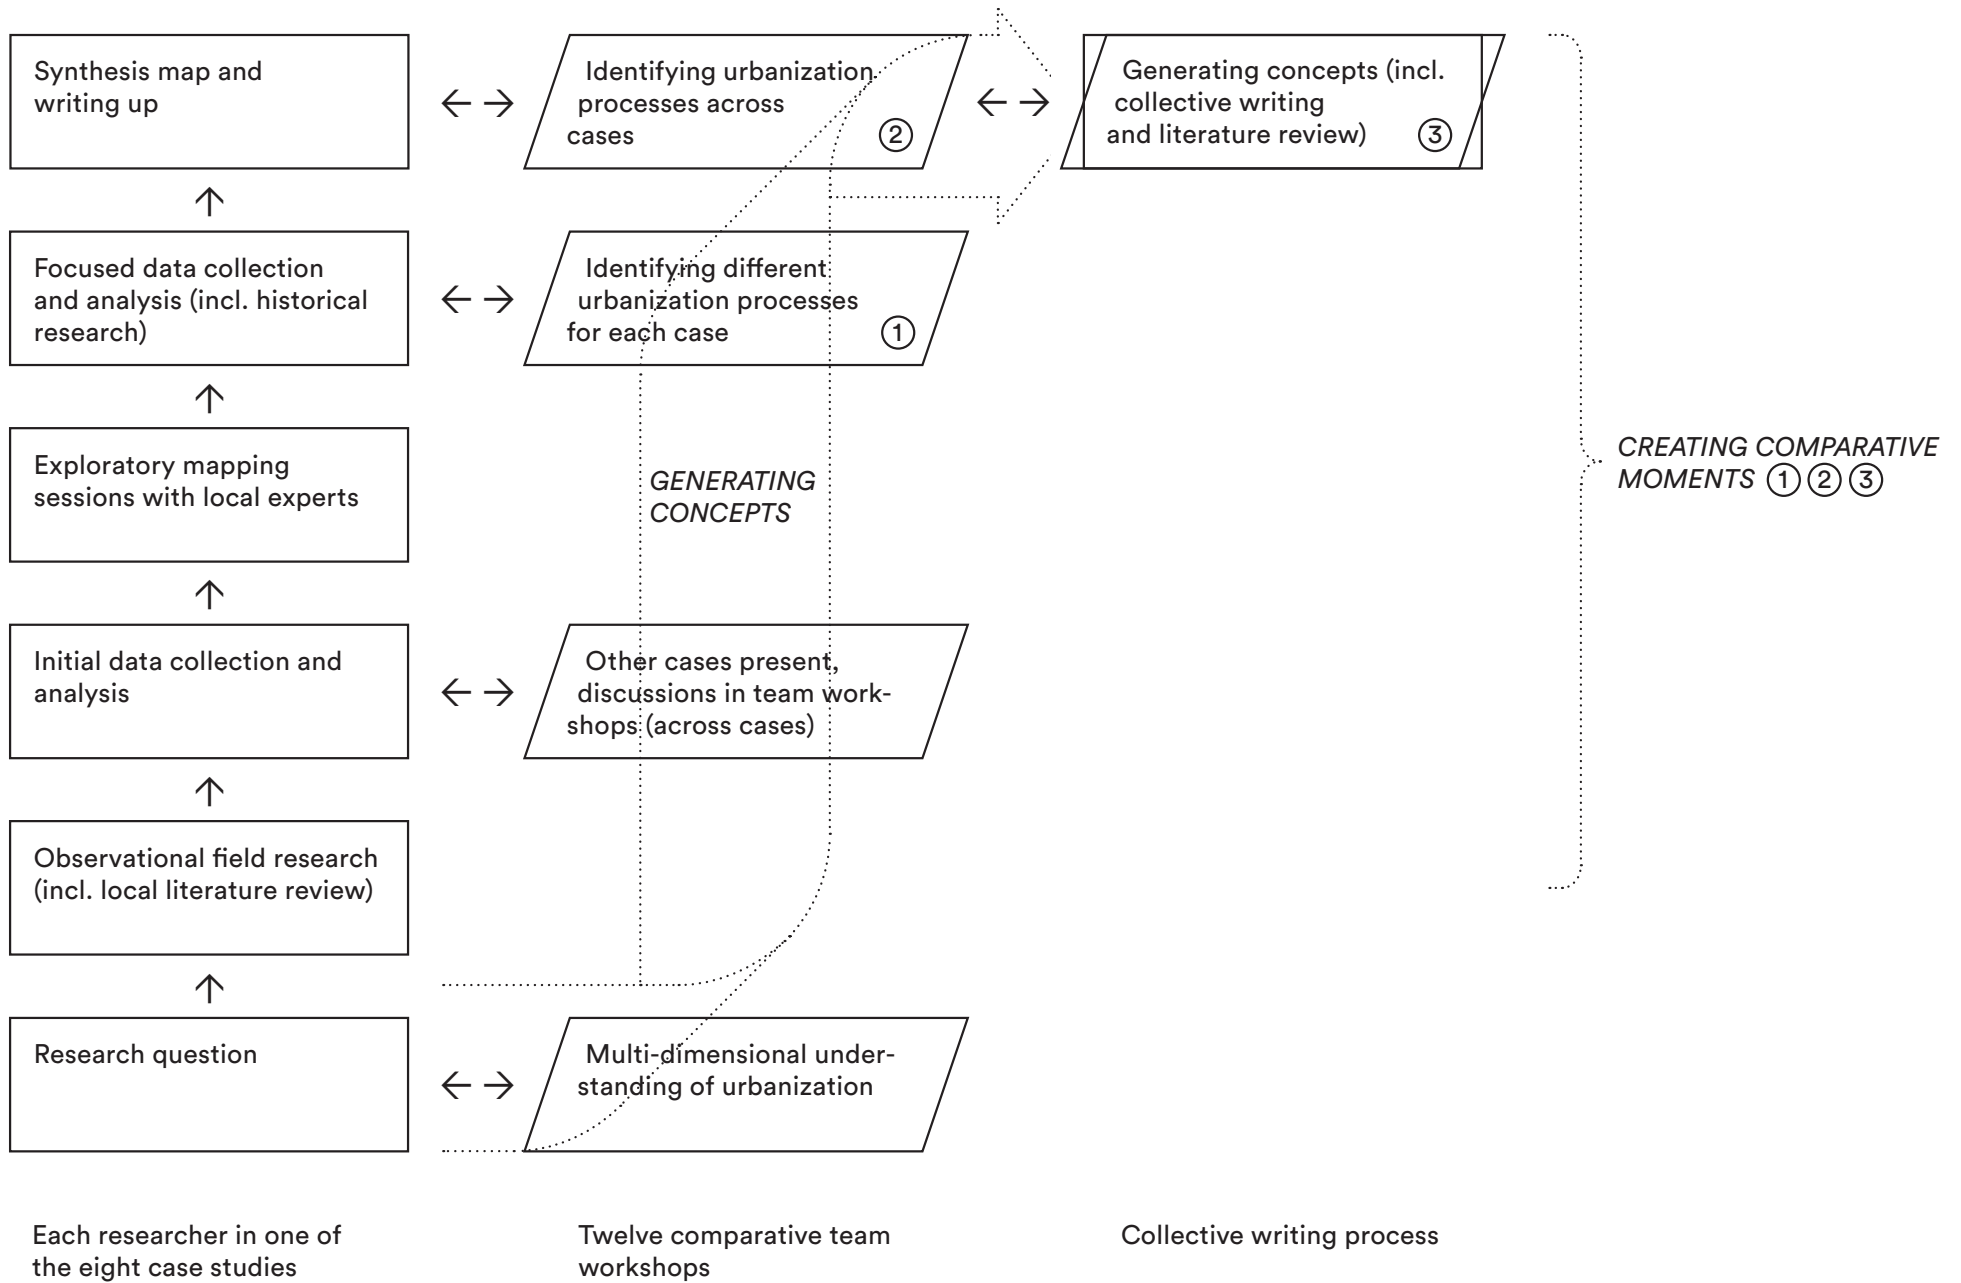 Synthesis map and
writing up
Identifying urbanization
processes across
cases
2
Generating concepts (incl.
collective writing
and literature review)
3
Focused data collection
and analysis (incl. historical
research)
Identifying different
urbanization processes
for each case
1
Exploratory mapping
sessions with local experts
GENERATING
CONCEPTS
CREATING COMPARATIVE
MOMENTS 1 2 3
Initial data collection and
analysis
Other cases present,
discussions in team work-
shops (across cases)
Observational field research
(incl. local literature review)
Research question
Multi-dimensional under-
standing of urbanization
Each researcher in one of
the eight case studies
Twelve comparative team
workshops
Collective writing process